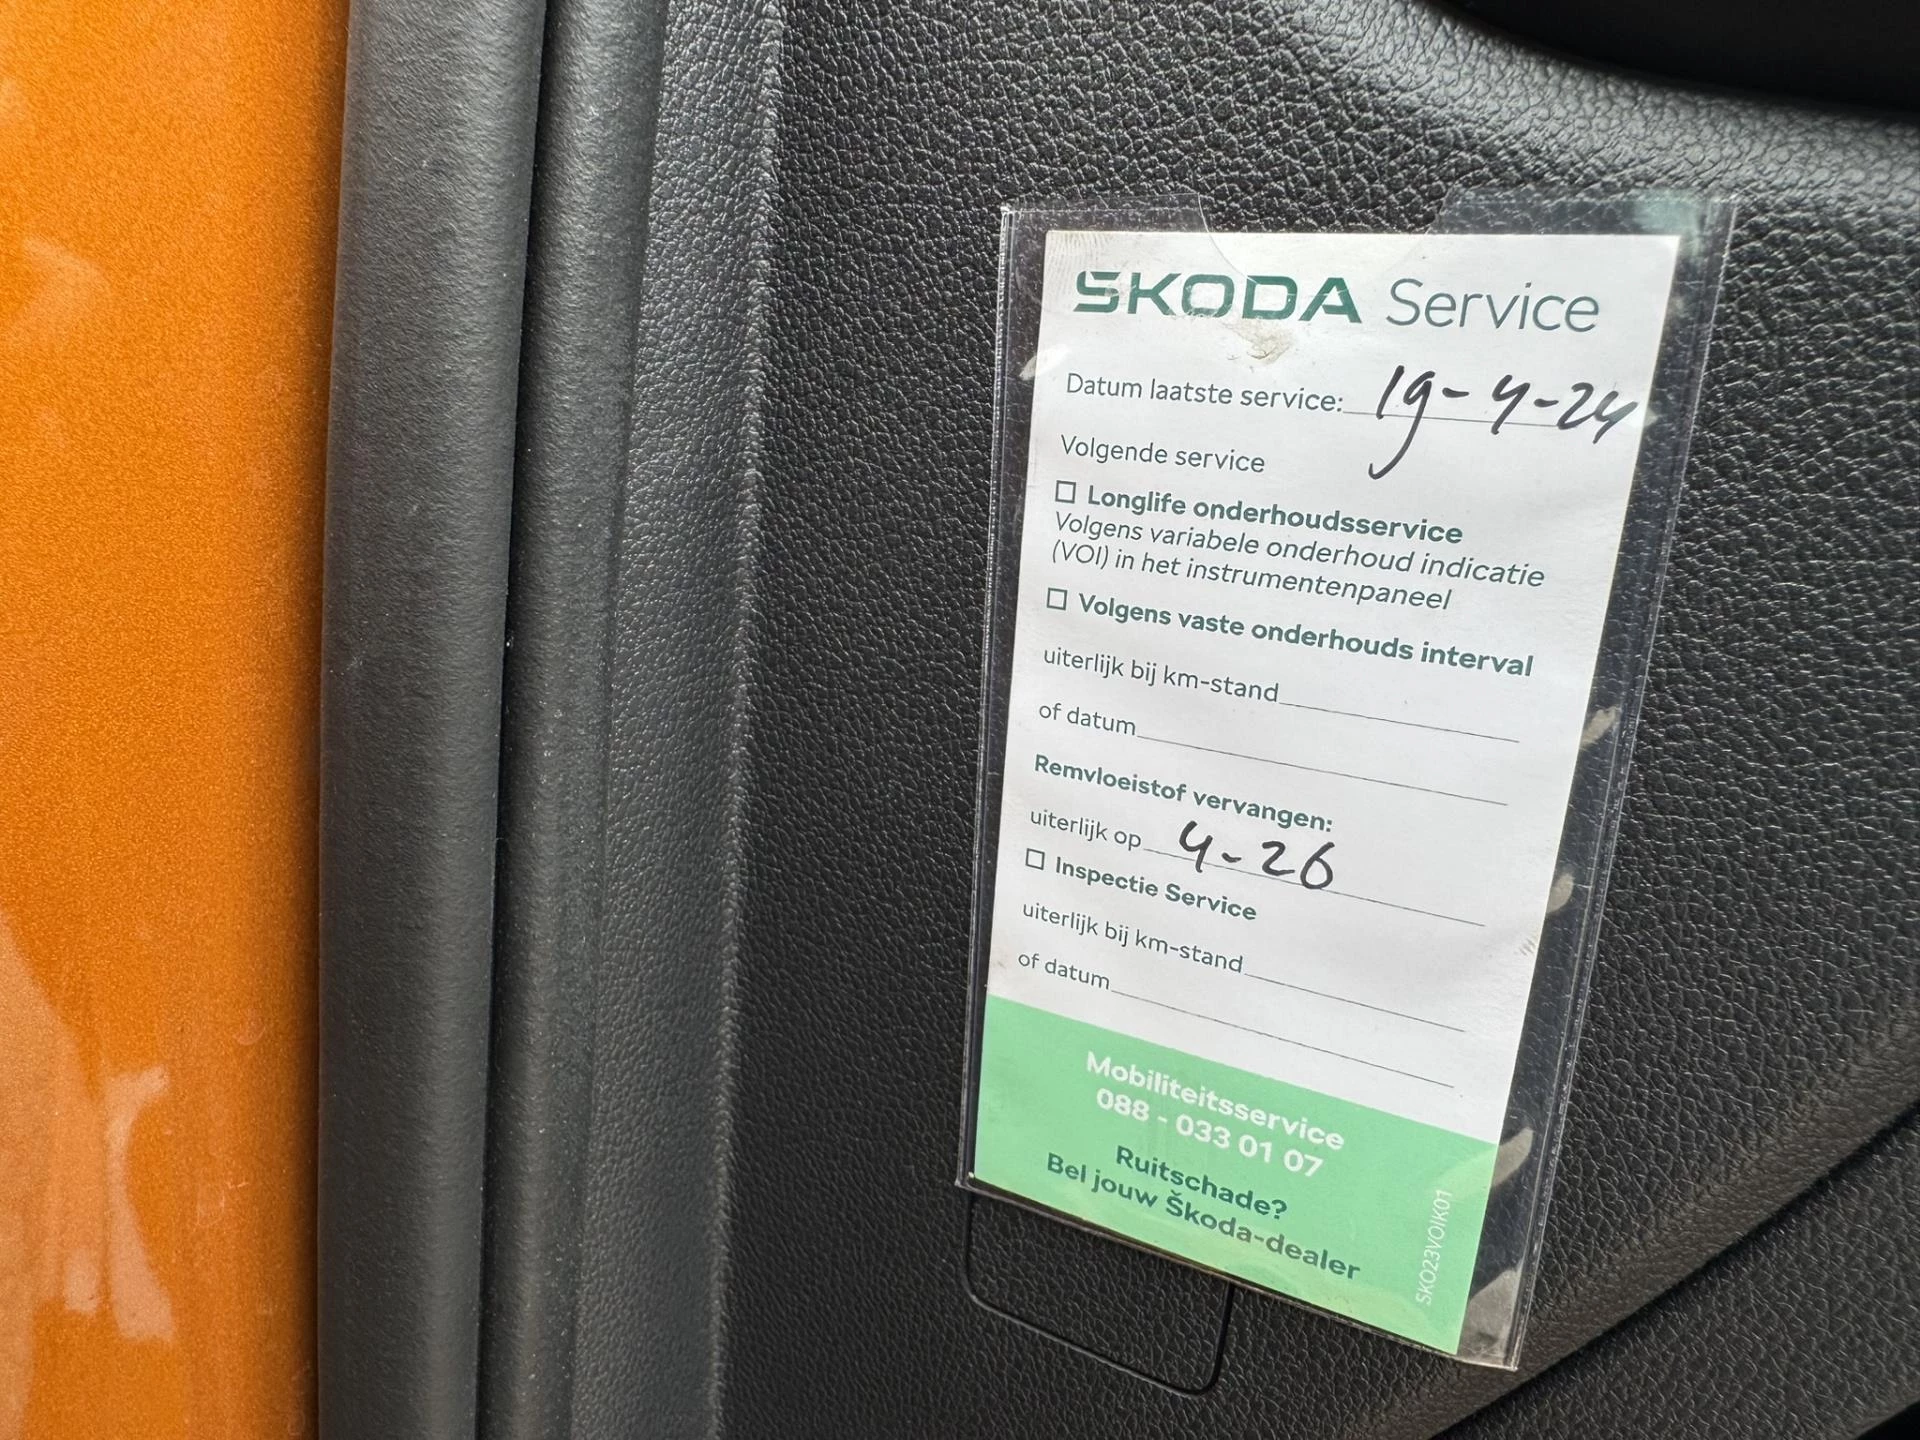 ŠKODA Service
Datum laatste service: 19-4-24
Volgende service
☐ Longlife onderhoudsservice
Volgens variabele onderhoud indicatie
(VOI) in het instrumentenpaneel
☐ Volgens vaste onderhouds interval
uiterlijk bij km-stand
of datum
Remvloeistof vervangen:
uiterlijk op 4-26
☐ Inspectie Service
uiterlijk bij km-stand
of datum
Mobiliteitsservice
088 - 033 01 07
Ruitschade?
Bel jouw Škoda-dealer
SKO23VOIK01